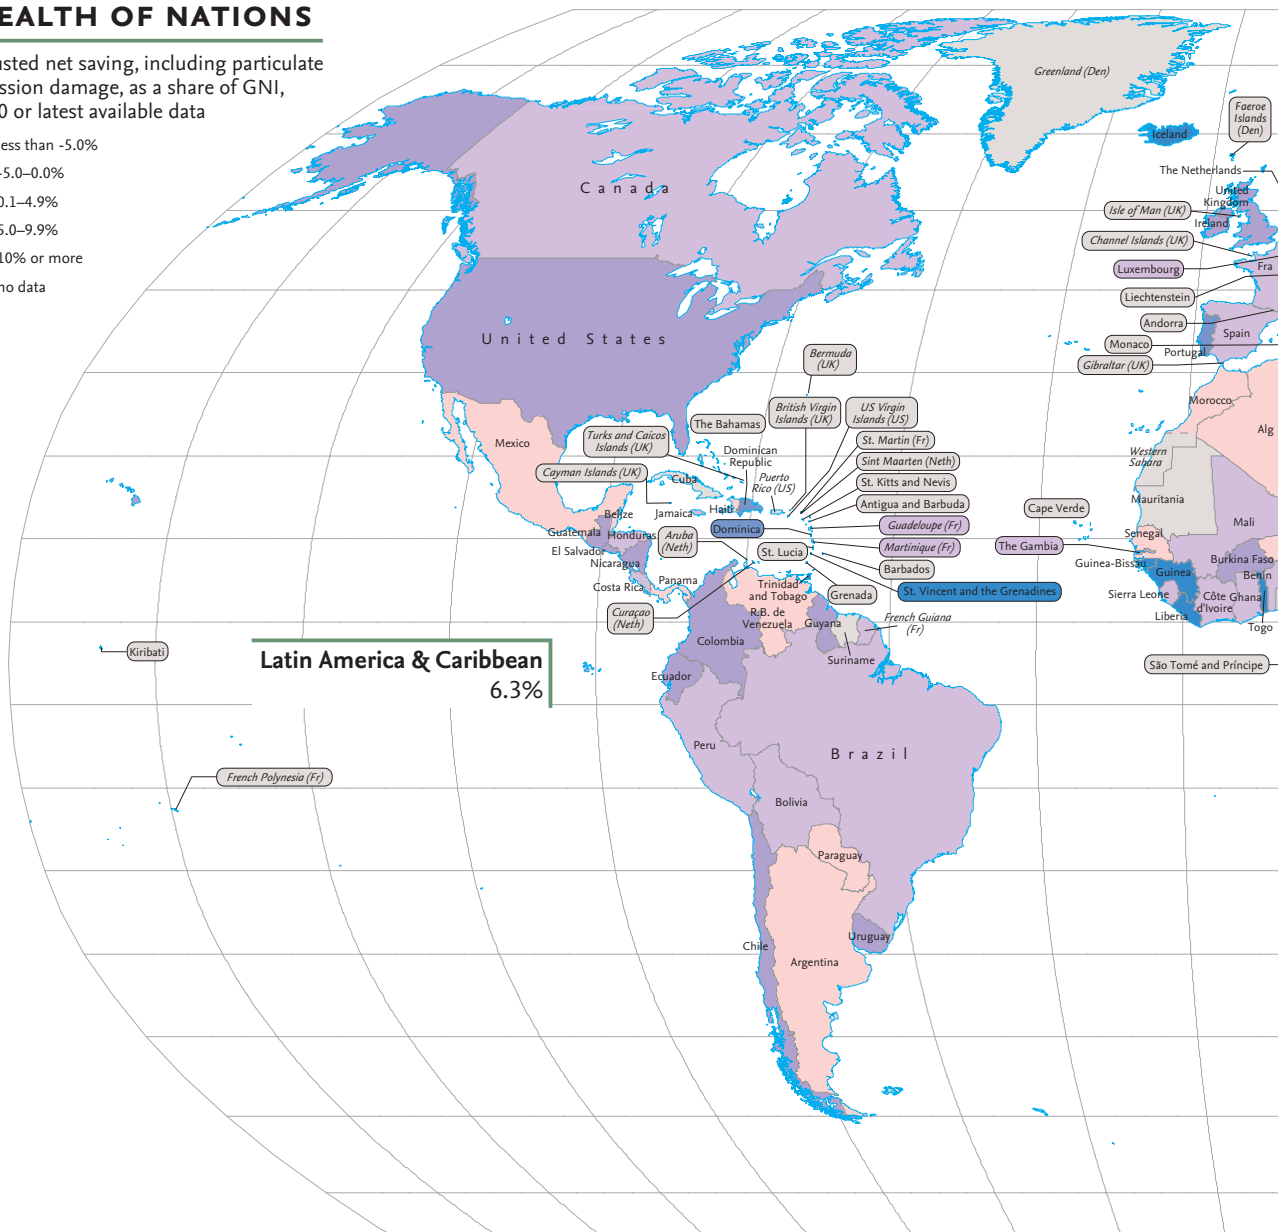 EALTH OF NATIONS
usted net saving, including particulate
ssion damage, as a share of GNI,
0 or latest available data
ess than -5.0%
-5.0–0.0%
0.1–4.9%
5.0–9.9%
10% or more
no data
Greenland (Den)
Faeroe
Islands
(Den)
Iceland
The Netherlands
Canada
United
Kingdom
Isle of Man (UK)
Ireland
Channel Islands (UK)
Luxembourg
Fra
Liechtenstein
Andorra
Spain
United States
Monaco
Portugal
Gibraltar (UK)
Bermuda
(UK)
Morocco
British Virgin
Islands (UK)
US Virgin
Islands (US)
The Bahamas
Alg
Turks and Caicos
Islands (UK)
St. Martin (Fr)
Mexico
Dominican
Republic
Sint Maarten (Neth)
Western
Sahara
Cayman Islands (UK)
Cuba
Puerto
Rico (US)
St. Kitts and Nevis
Mauritania
Antigua and Barbuda
Cape Verde
Belize
Jamaica
Haiti
Mali
Guatemala
Honduras
Dominica
Guadeloupe (Fr)
Senegal
Aruba
(Neth)
Martinique (Fr)
The Gambia
El Salvador
St. Lucia
Nicaragua
Guinea-Bissau
Burkina Faso
Barbados
Guinea
Benin
Costa Rica
Panama
Trinidad
and Tobago
Grenada
St. Vincent and the Grenadines
Sierra Leone
Côte
d'Ivoire
Ghana
Curaçao
(Neth)
R.B. de
Venezuela
Guyana
French Guiana
(Fr)
Liberia
Togo
Colombia
Kiribati
Latin America & Caribbean
6.3%
Suriname
São Tomé and Príncipe
Ecuador
Peru
Brazil
French Polynesia (Fr)
Bolivia
Paraguay
Uruguay
Chile
Argentina